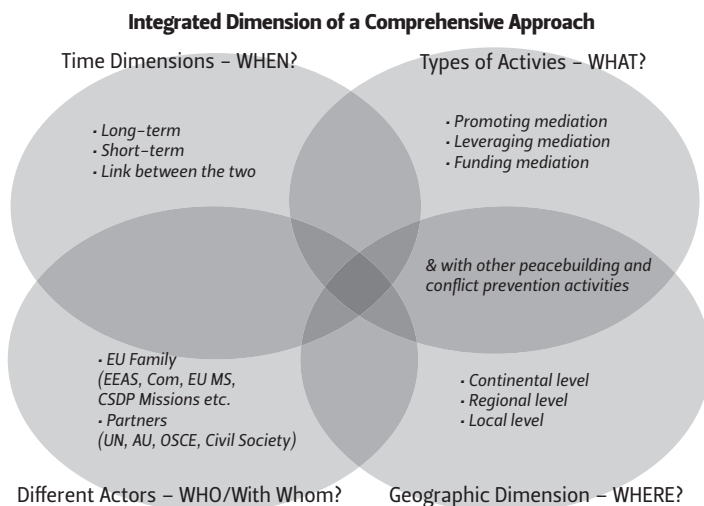 Integrated Dimension of a Comprehensive Approach
Time Dimensions – WHEN?
Types of Activies – WHAT?
• Long-term
• Short-term
• Link between the two
• Promoting mediation
• Leveraging mediation
• Funding mediation
& with other peacebuilding and
conflict prevention activities
• EU Family
(EEAS, Com, EU MS,
CSDP Missions etc.
• Partners
(UN, AU, OSCE, Civil Society)
• Continental level
• Regional level
• Local level
Different Actors – WHO/With Whom?
Geographic Dimension – WHERE?